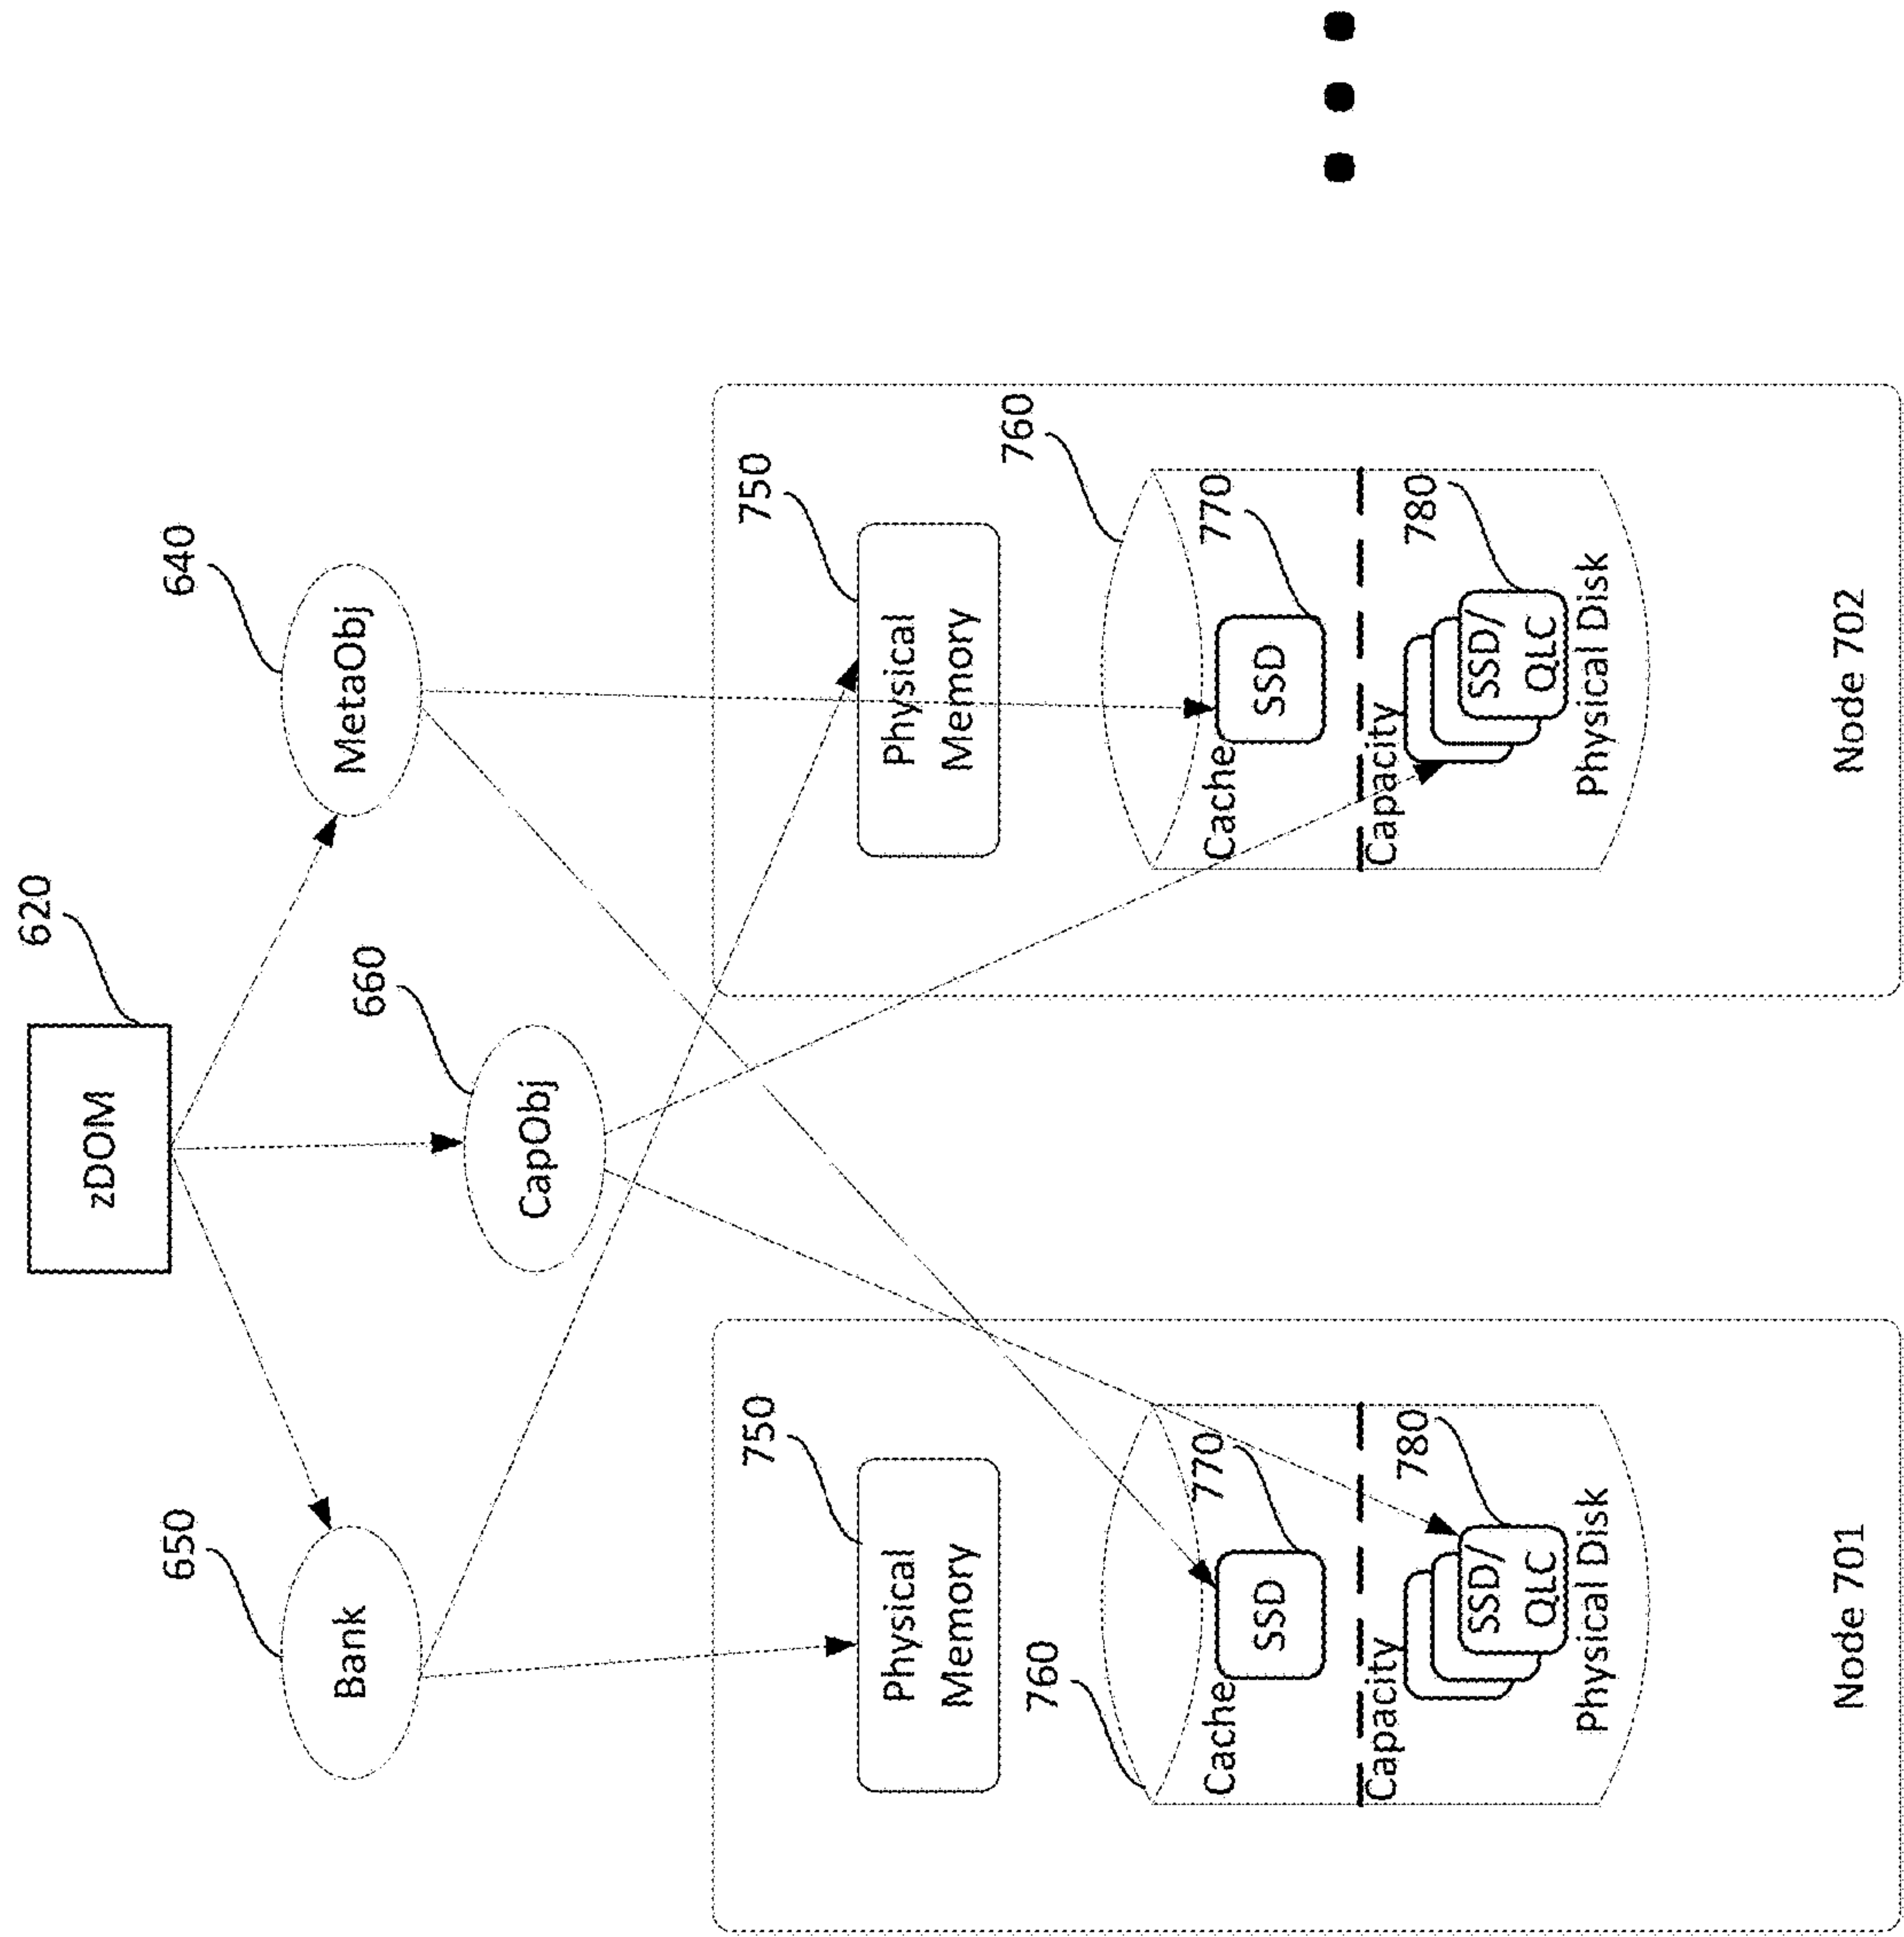 zDOM
620
650
Bank
640
MetaObj
660
CapObj
750
Physical
Memory
760
Cache
SSD
770
Capacity
SSD/
QLC
780
Physical Disk
Node 701
750
Physical
Memory
760
Cache
SSD
770
Capacity
SSD/
QLC
780
Physical Disk
Node 702